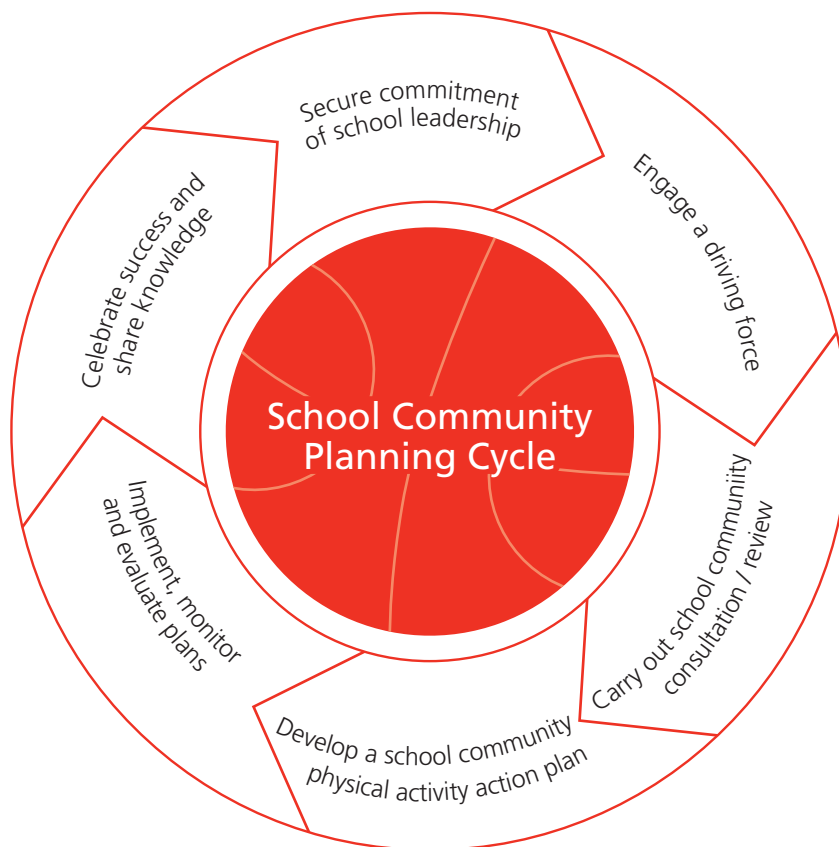 Secure commitment
of school leadership
Engage a driving force
Carry out school communiity
consultation / review
Develop a school community
physical activity action plan
Implement, monitor
and evaluate plans
Celebrate success and
share knowledge
School Community
Planning Cycle